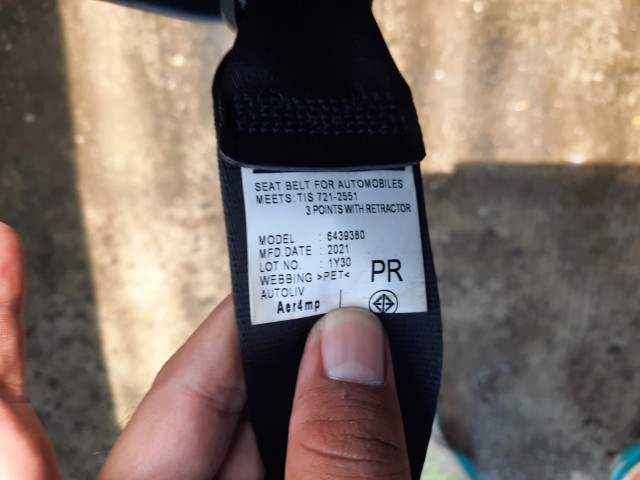 SEAT BELT FOR AUTOMOBILES
MEETS: TIS 721-2551
3 POINTS WITH RETRACTOR
MODEL : 6439380
MFD.DATE : 2021
LOT NO. : 1Y30
WEBBING >PET<
PR
AUTOLIV
Aer4mp